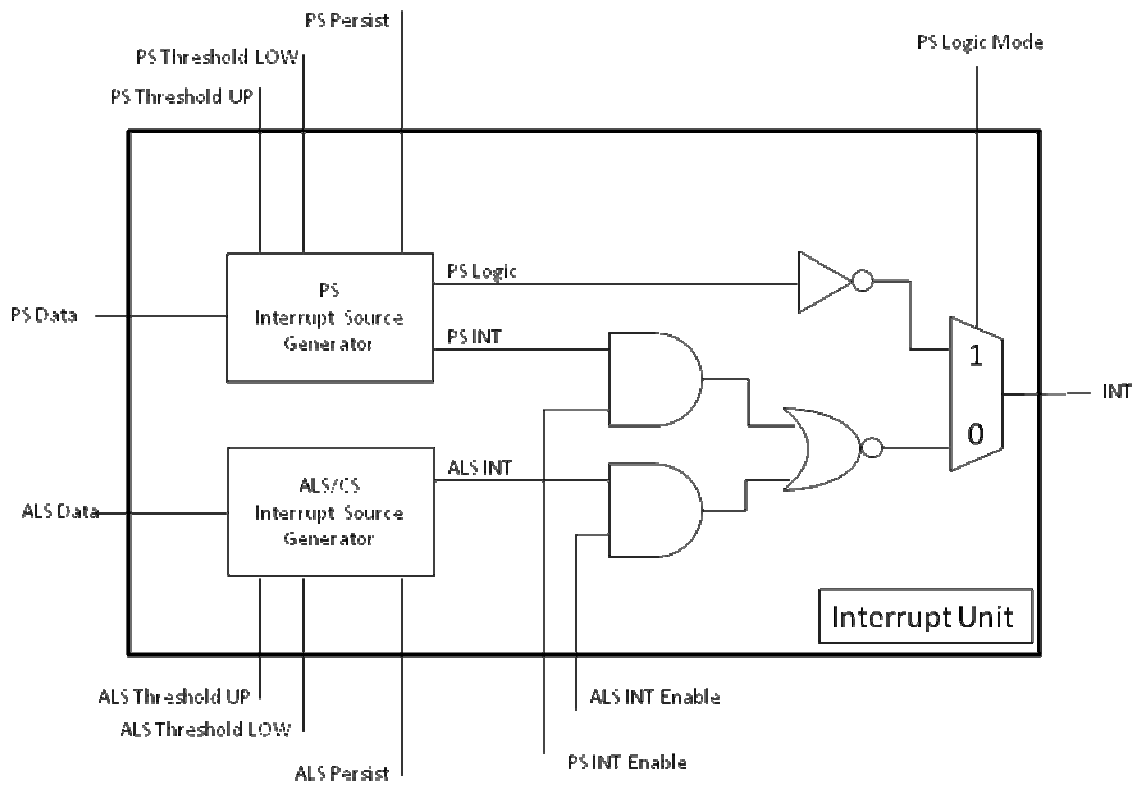 PS Persist
PS Threshold LOW
PS Logic Mode
PS Threshold UP
PS Logic
PS
Interrupt Source
Generator
PS Data
PS INT
1
INT
0
ALS INT
ALS/CS
Interrupt Source
Generator
ALS Data
Interrupt Unit
ALS Threshold UP
ALS INT Enable
ALS Threshold LOW
PS INT Enable
ALS Persist